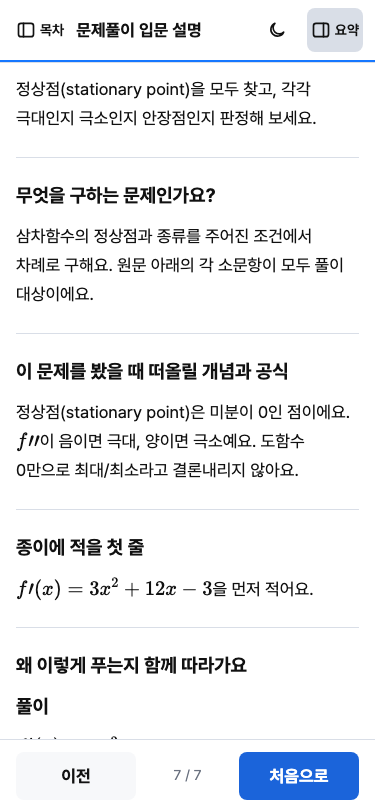 목차 문제풀이 입문 설명 요약
정상점(stationary point)을 모두 찾고, 각각
극대인지 극소인지 안장점인지 판정해 보세요.
무엇을 구하는 문제인가요?
삼차함수의 정상점과 종류를 주어진 조건에서
차례로 구해요. 원문 아래의 각 소문항이 모두 풀이
대상이에요.
이 문제를 봤을 때 떠올릴 개념과 공식
정상점(stationary point)은 미분이 0인 점이에요.
f′′이 음이면 극대, 양이면 극소예요. 도함수
0만으로 최대/최소라고 결론내리지 않아요.
종이에 적을 첫 줄
f′(x) = 3x² + 12x − 3을 먼저 적어요.
왜 이렇게 푸는지 함께 따라가요
풀이
이전 7 / 7 처음으로